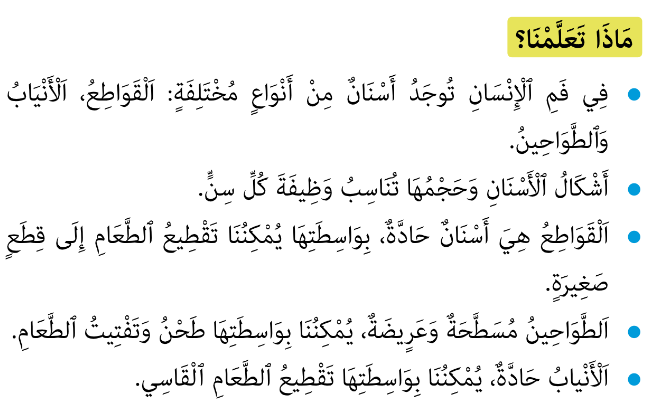 مَاذَا تَعَلَّمْنَا؟
• فِي فَمِ ٱلْإِنْسَانِ تُوجَدُ أَسْنَانٌ مِنْ أَنْوَاعٍ مُخْتَلِفَةٍ: اَلْقَوَاطِعُ، اَلْأَنْيَابُ
وَٱلطَّوَاحِينُ.
• أَشْكَالُ ٱلْأَسْنَانِ وَحَجْمُهَا تُنَاسِبُ وَظِيفَةَ كُلِّ سِنٍّ.
• اَلْقَوَاطِعُ هِيَ أَسْنَانٌ حَادَّةٌ، بِوَاسِطَتِهَا يُمْكِنُنَا تَقْطِيعُ ٱلطَّعَامِ إِلَى قِطَعٍ
صَغِيرَةٍ.
• اَلطَّوَاحِينُ مُسَطَّحَةٌ وَعَرِيضَةٌ، يُمْكِنُنَا بِوَاسِطَتِهَا طَحْنُ وَتَفْتِيتُ ٱلطَّعَامِ.
• اَلْأَنْيابُ حَادَّةٌ، يُمْكِنُنَا بِوَاسِطَتِهَا تَقْطِيعُ ٱلطَّعَامِ ٱلْقَاسِي.